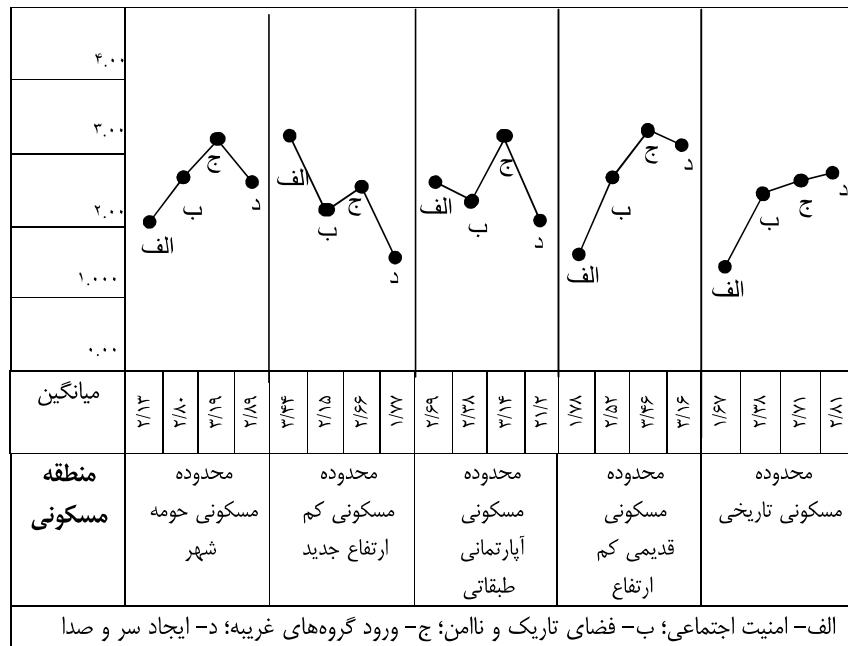 ۴.۰۰
۳.۰۰
۲.۰۰
۱.۰۰۰
۰.۰۰
الف ب ج د
الف ب ج د
الف ب ج د
الف ب ج د
الف ب ج د
میانگین ۲/۱۳ ۲/۸۰ ۳/۱۹ ۲/۸۹ ۳/۴۴ ۲/۱۵ ۲/۶۶ ۱/۷۷ ۲/۶۹ ۲/۳۸ ۳/۱۴ ۲۱/۲ ۱/۷۸ ۲/۵۲ ۳/۴۶ ۳/۱۶ ۱/۶۷ ۲/۳۸ ۲/۷۱ ۲/۸۱
منطقه
مسکونی
محدوده
مسکونی حومه
شهر
محدوده
مسکونی کم
ارتفاع جدید
محدوده
مسکونی
آپارتمانی
طبقاتی
محدوده
مسکونی
قدیمی کم
ارتفاع
محدوده
مسکونی تاریخی
الف- امنیت اجتماعی؛ ب- فضای تاریک و ناامن؛ ج- ورود گروه‌های غریبه؛ د- ایجاد سر و صدا